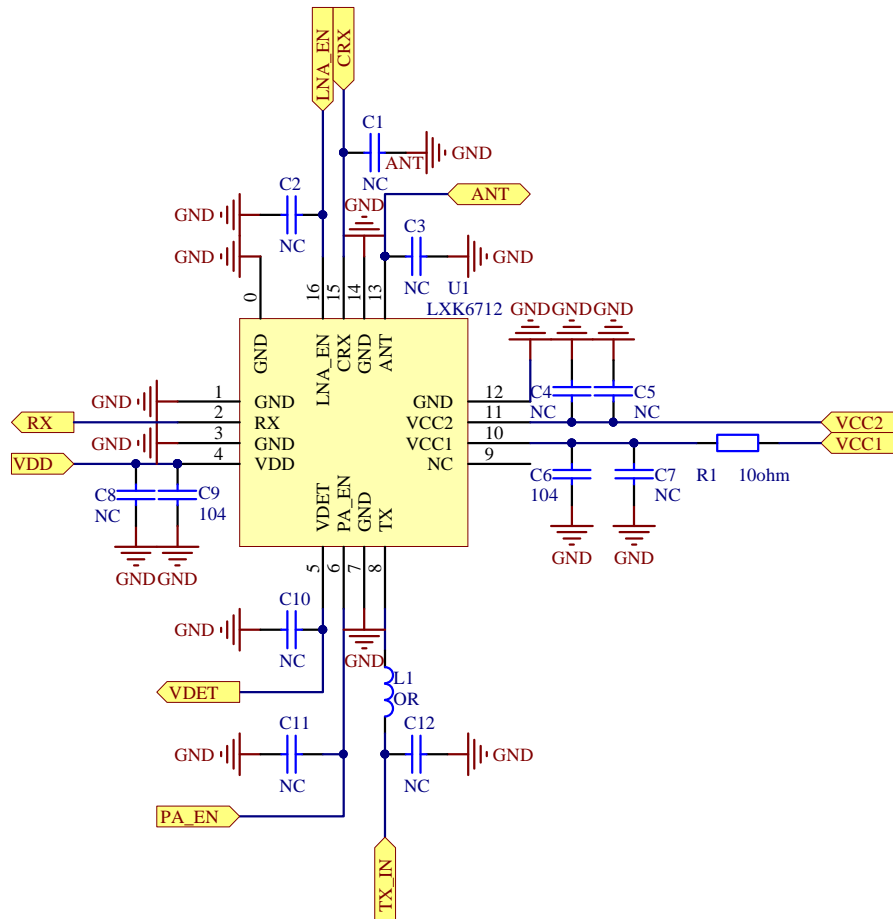 LNA_EN
CRX
C1
GND
ANT
NC
C2
GND
ANT
GND
NC
C3
GND
GND
NC
U1
LXK6712
0
16
15
14
13
GND
GND
GND
GND
LNA_EN
CRX
GND
ANT
GND
1
GND
GND
12
C4
C5
RX
2
RX
VCC2
11
NC
NC
VCC2
GND
3
GND
VCC1
10
VCC1
VDD
4
VDD
NC
9
C6
C7
R1
10ohm
C8
C9
104
NC
NC
104
VDET
PA_EN
GND
TX
GND
GND
GND
GND
5
6
7
8
C10
GND
NC
GND
L1
OR
VDET
C11
C12
GND
GND
NC
NC
PA_EN
TX_IN